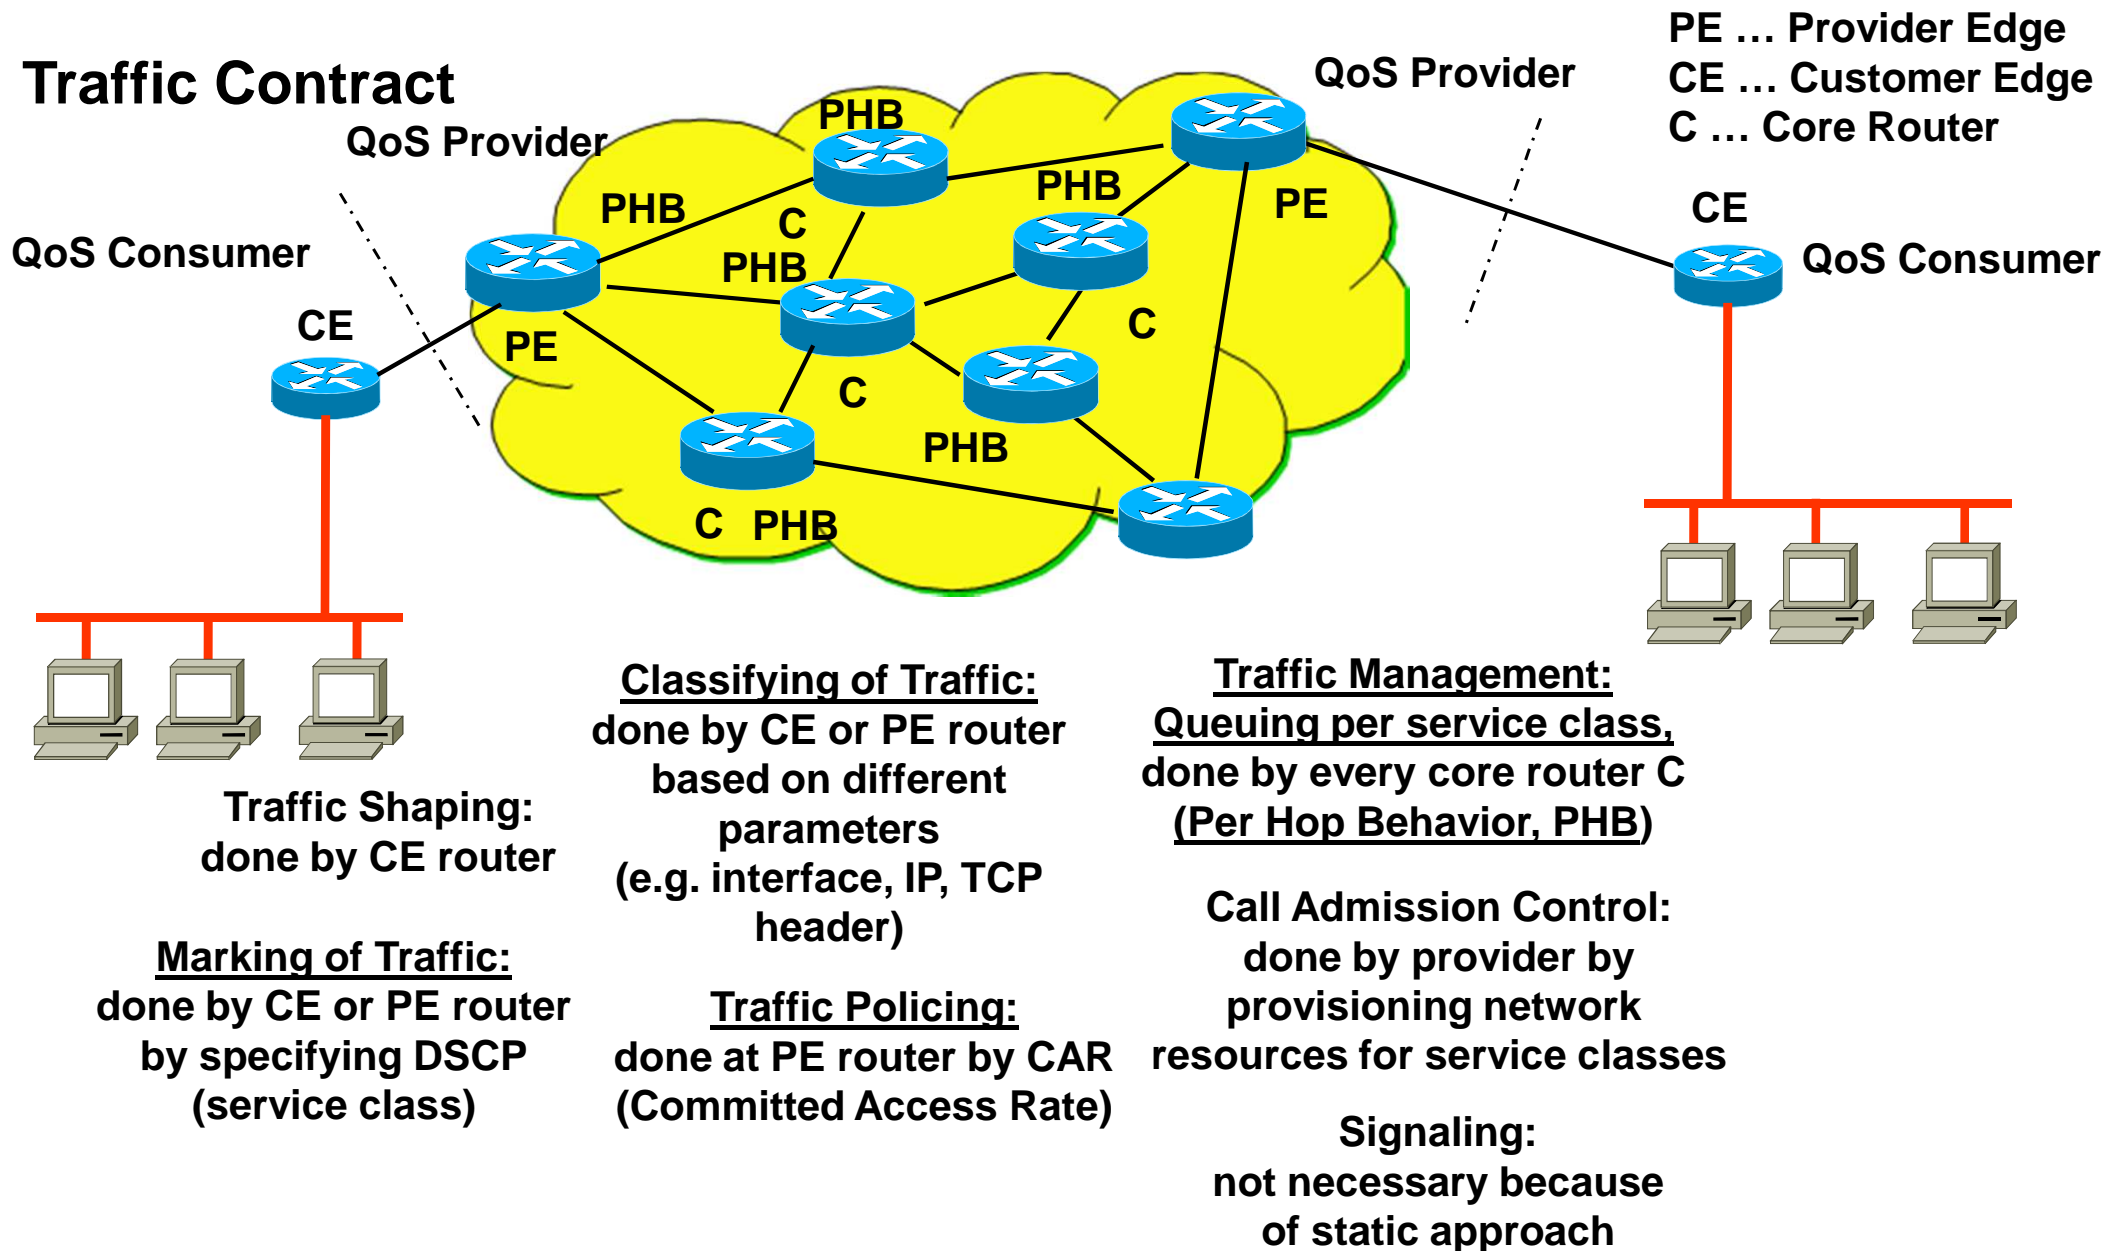 Traffic Contract
PE … Provider Edge
CE … Customer Edge
C … Core Router
QoS Provider
QoS Provider
QoS Consumer
QoS Consumer
CE
CE
PHB
PHB
PHB
PHB
PE
PE
C
C
C
PHB
C
PHB
Traffic Shaping:
done by CE router
Marking of Traffic:
done by CE or PE router
by specifying DSCP
(service class)
Classifying of Traffic:
done by CE or PE router
based on different
parameters
(e.g. interface, IP, TCP
header)
Traffic Policing:
done at PE router by CAR
(Committed Access Rate)
Traffic Management:
Queuing per service class,
done by every core router C
(Per Hop Behavior, PHB)
Call Admission Control:
done by provider by
provisioning network
resources for service classes
Signaling:
not necessary because
of static approach